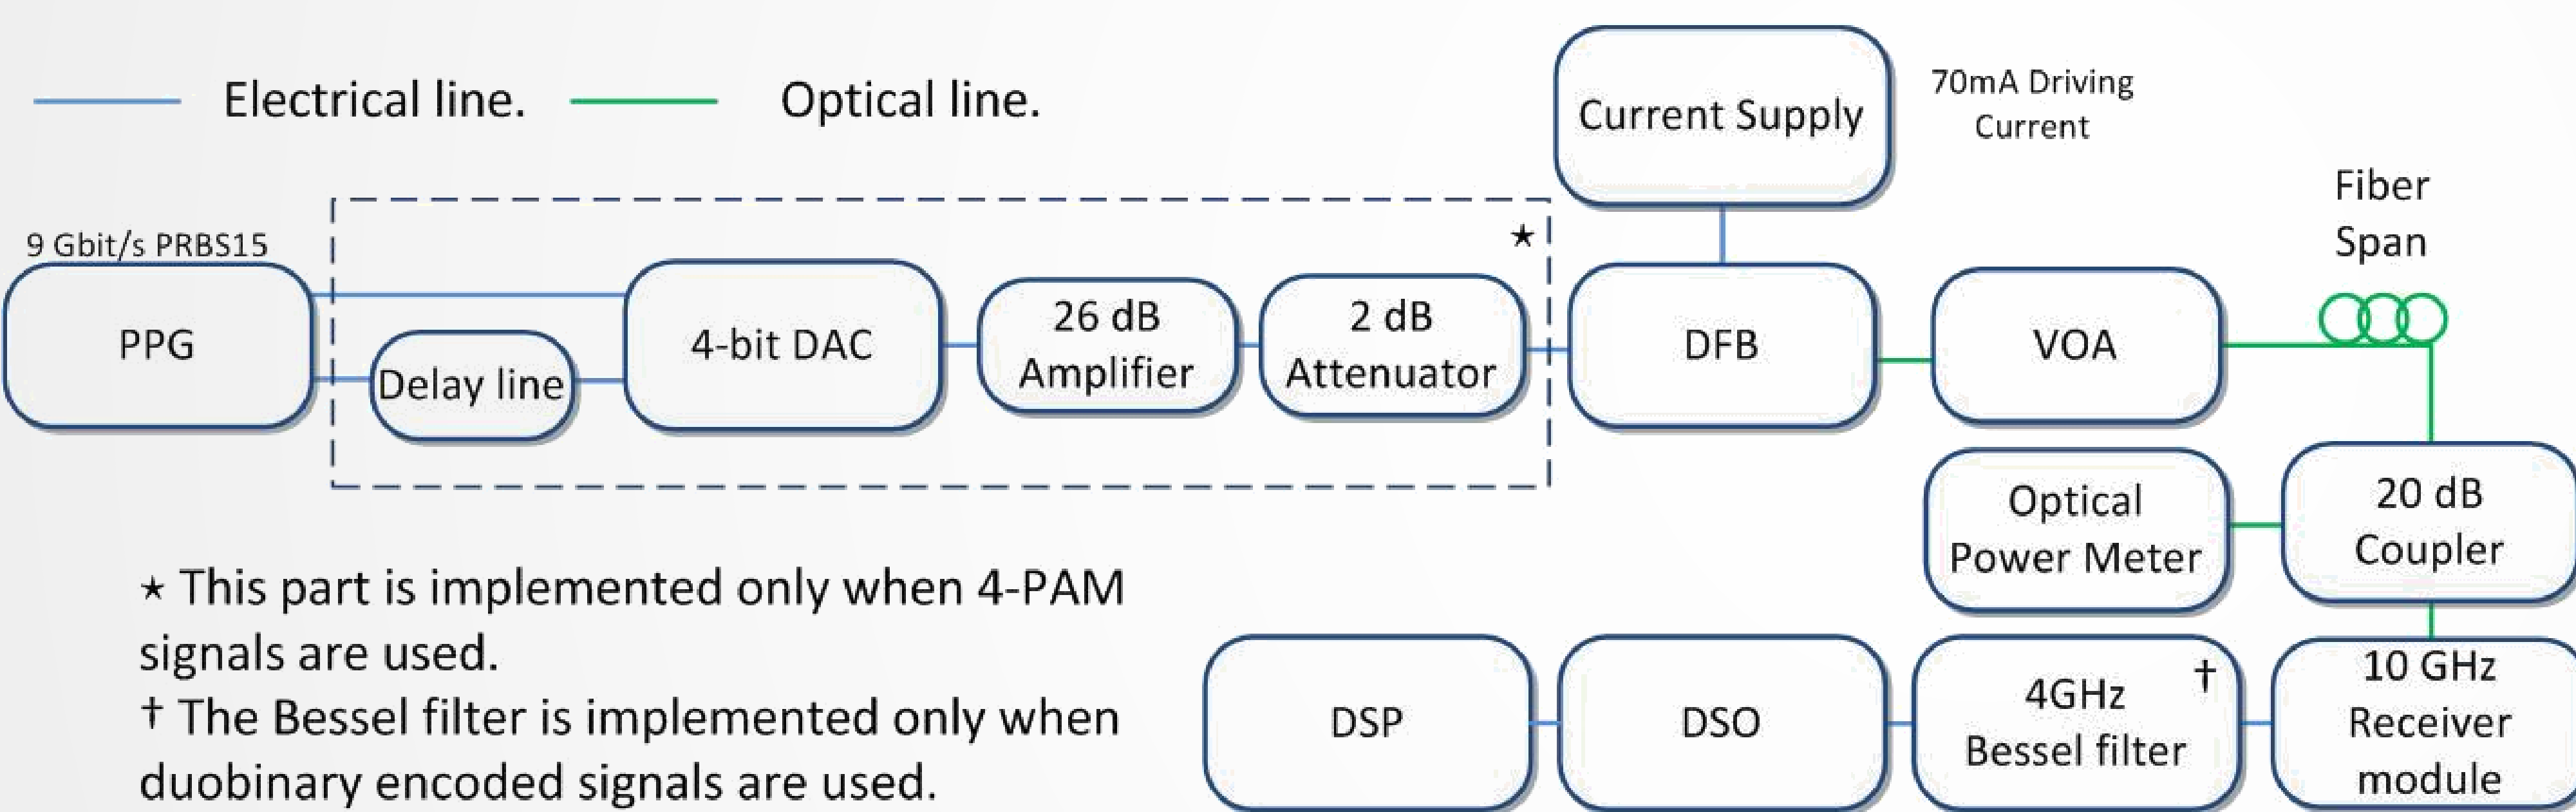 Electrical line.
Optical line.
Current Supply
70mA Driving
Current
Fiber
Span
9 Gbit/s PRBS15
★
PPG
Delay line
4-bit DAC
26 dB
Amplifier
2 dB
Attenuator
DFB
VOA
Optical
Power Meter
20 dB
Coupler
★ This part is implemented only when 4-PAM
signals are used.
† The Bessel filter is implemented only when
duobinary encoded signals are used.
DSP
DSO
†
4GHz
Bessel filter
10 GHz
Receiver
module